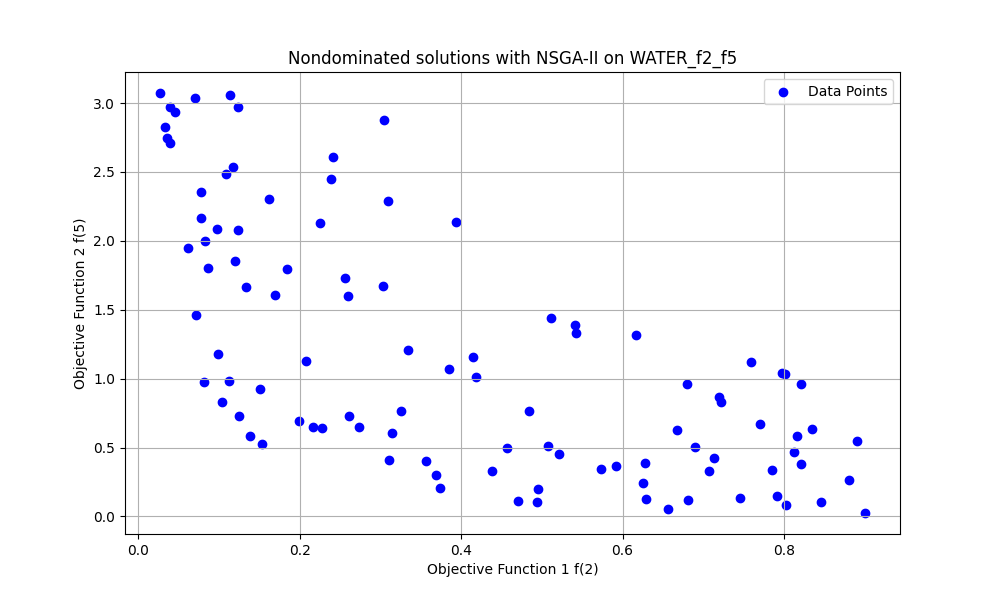 Nondominated solutions with NSGA-II on WATER_f2_f5
Data Points
Objective Function 2 f(5)
3.0
2.5
2.0
1.5
1.0
0.5
0.0
0.0 0.2 0.4 0.6 0.8
Objective Function 1 f(2)